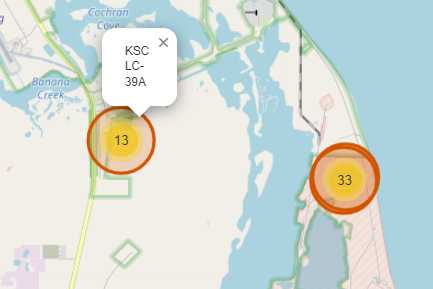 Cochran
Cove
KSC
LC-
39A
Banana
Creek
13
33